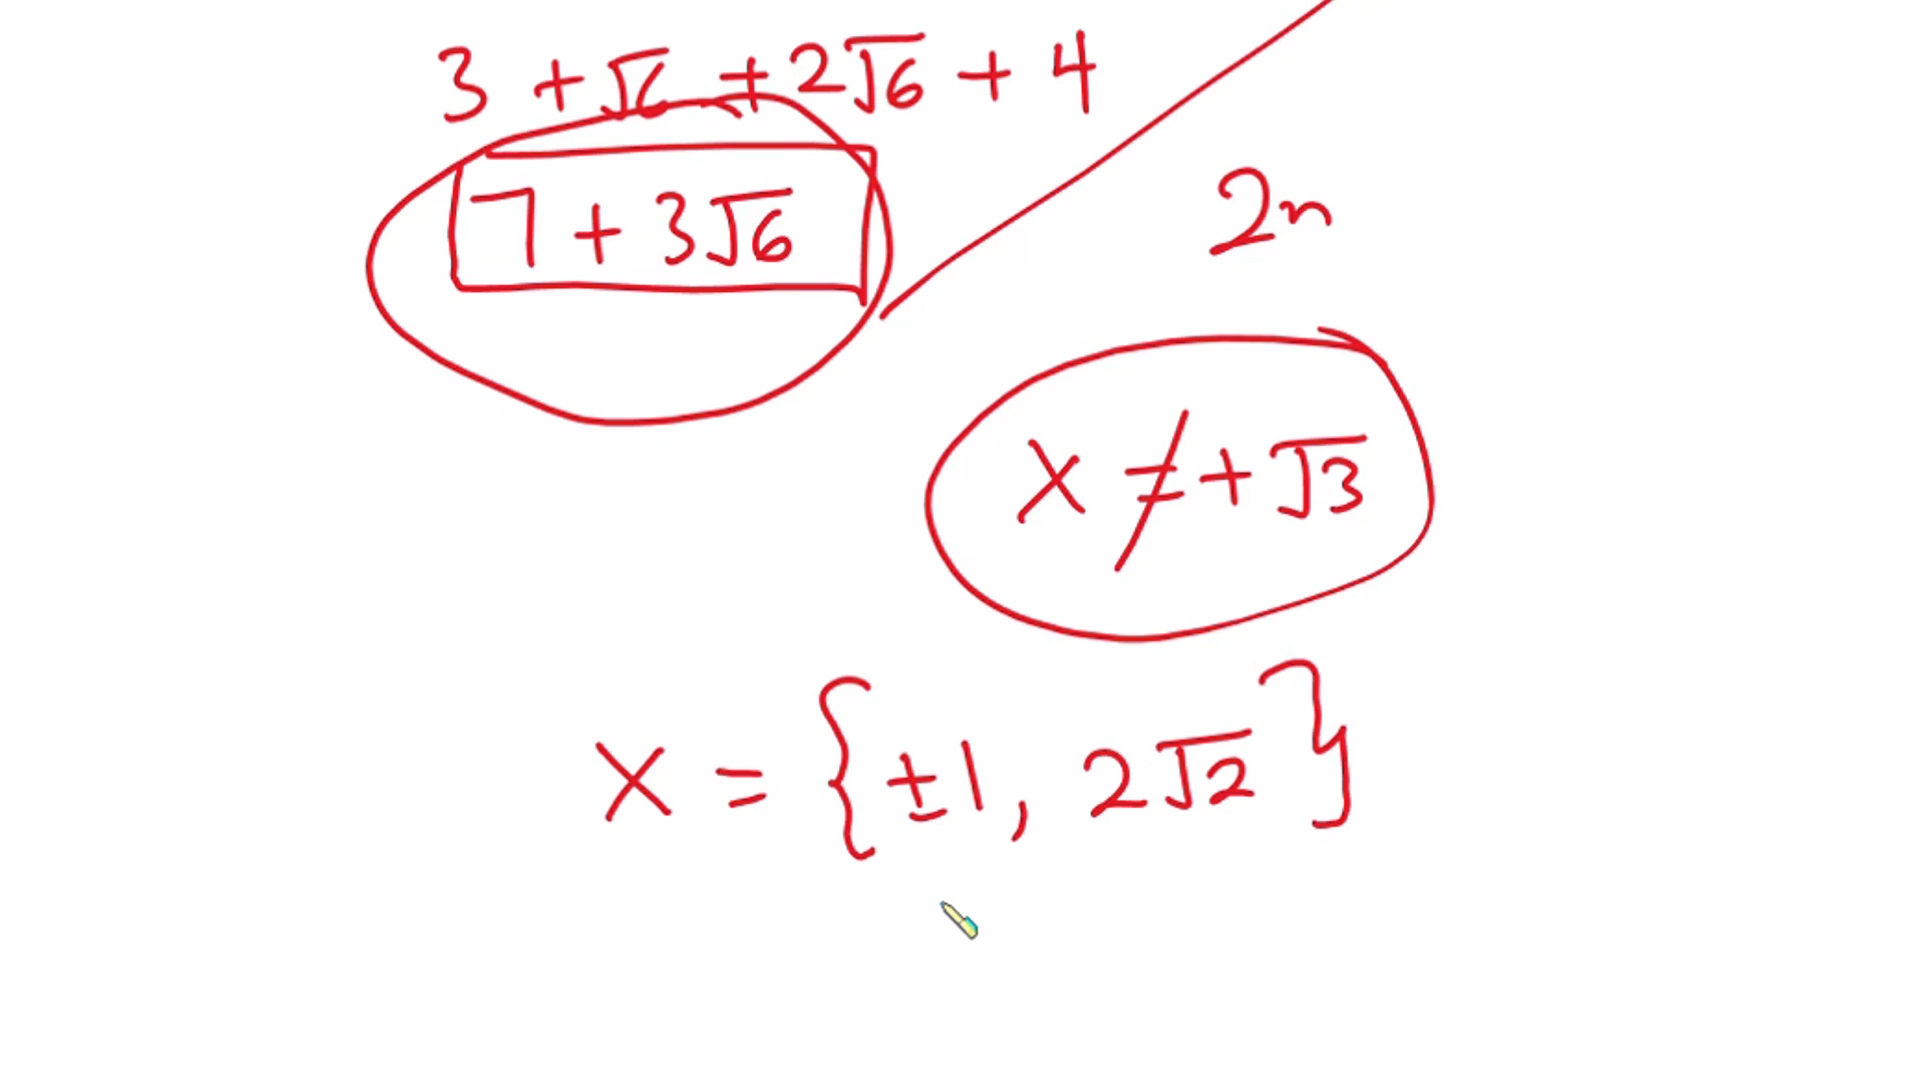 3 + √6 + 2√6 + 4
7 + 3√6
2n
x ≠ + √3
x = {±1, 2√2}